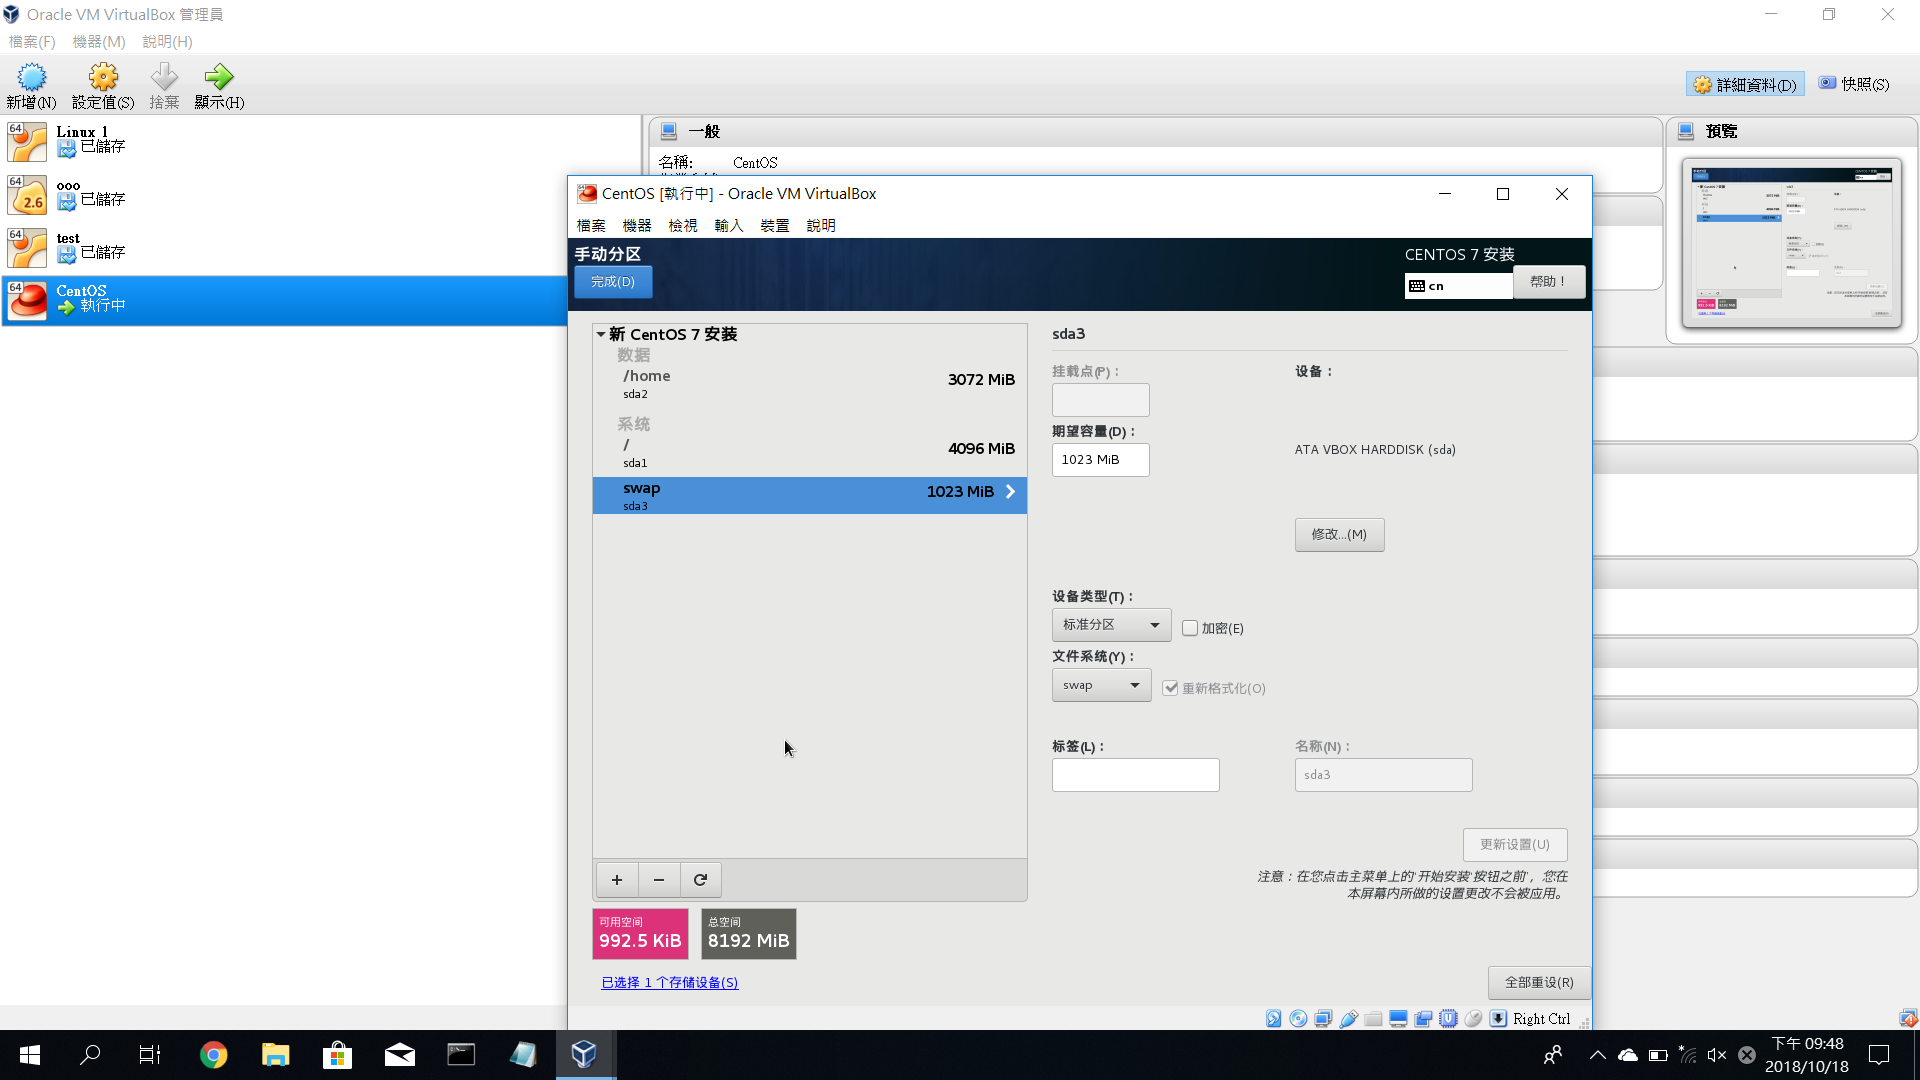 Oracle VM VirtualBox 管理員
檔案(F) 機器(M) 說明(H)
新增(N) 設定值(S) 捨棄 顯示(H)
詳細資料(D) 快照(S)
64 Linux 1
已儲存
64 2.6 ooo
已儲存
64 test
已儲存
64 CentOS
執行中
一般
名稱: CentOS
預覽
CentOS [執行中] - Oracle VM VirtualBox
檔案 機器 檢視 輸入 裝置 說明
手动分区
完成(D)
CENTOS 7 安装
cn
帮助！
新 CentOS 7 安装
数据
/home 3072 MiB
sda2
系统
/ 4096 MiB
sda1
swap 1023 MiB
sda3
+ −
可用空间
992.5 KiB
总空间
8192 MiB
已选择 1 个存储设备(S)
sda3
挂载点(P)：
设备：
期望容量(D)：
1023 MiB
ATA VBOX HARDDISK (sda)
修改...(M)
设备类型(T)：
标准分区
加密(E)
文件系统(Y)：
swap
重新格式化(O)
标签(L)：
名称(N)：
sda3
更新设置(U)
注意：在您点击主菜单上的'开始安装'按钮之前，您在
本屏幕内所做的设置更改不会被应用。
全部重设(R)
Right Ctrl
下午 09:48
2018/10/18